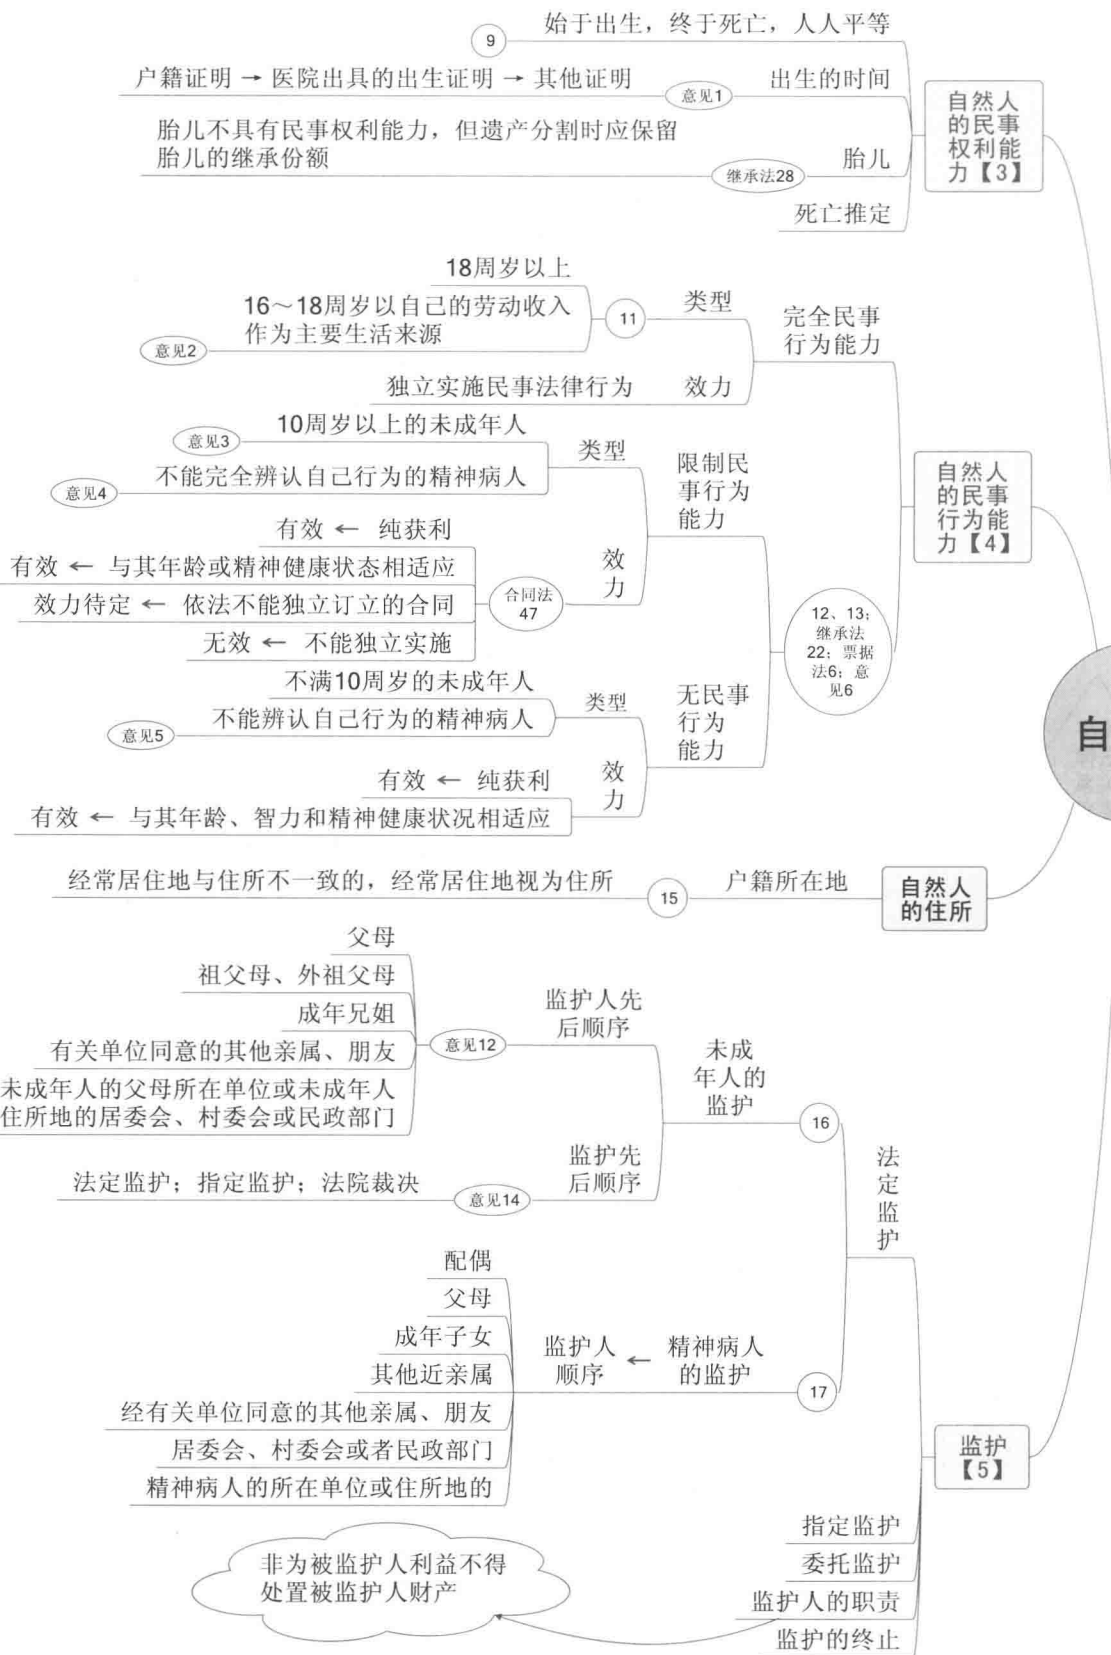 始于出生，终于死亡，人人平等
9
户籍证明 → 医院出具的出生证明 → 其他证明
意见1
出生的时间
胎儿不具有民事权利能力，但遗产分割时应保留
胎儿的继承份额
继承法28
胎儿
死亡推定
自然人
的民事
权利能
力【3】
18周岁以上
16～18周岁以自己的劳动收入
作为主要生活来源
意见2
11
类型
独立实施民事法律行为
效力
完全民事
行为能力
10周岁以上的未成年人
意见3
不能完全辨认自己行为的精神病人
意见4
类型
有效 ← 纯获利
有效 ← 与其年龄或精神健康状态相适应
效力待定 ← 依法不能独立订立的合同
无效 ← 不能独立实施
合同法
47
效
力
限制民
事行为
能力
不满10周岁的未成年人
不能辨认自己行为的精神病人
意见5
类型
有效 ← 纯获利
有效 ← 与其年龄、智力和精神健康状况相适应
效
力
无民事
行为
能力
12、13；
继承法
22；票据
法6；意
见6
自然人
的民事
行为能
力【4】
自
经常居住地与住所不一致的，经常居住地视为住所
15
户籍所在地
自然人
的住所
父母
祖父母、外祖父母
成年兄姐
有关单位同意的其他亲属、朋友
未成年人的父母所在单位或未成年人
住所地的居委会、村委会或民政部门
意见12
监护人先
后顺序
法定监护；指定监护；法院裁决
意见14
监护先
后顺序
未成
年人的
监护
16
配偶
父母
成年子女
其他近亲属
经有关单位同意的其他亲属、朋友
居委会、村委会或者民政部门
精神病人的所在单位或住所地的
监护人
顺序
←
精神病人
的监护
17
法
定
监
护
指定监护
委托监护
监护人的职责
监护的终止
非为被监护人利益不得
处置被监护人财产
监护
【5】